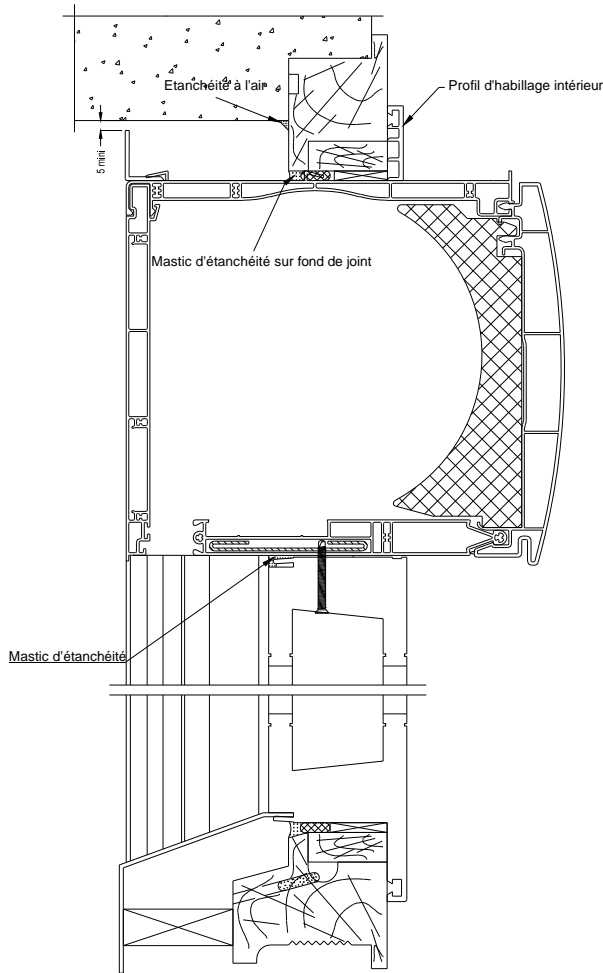 Etanchéité à l'air
Profil d'habillage intérieur
5 mini
Mastic d'étanchéité sur fond de joint
Mastic d'étanchéité